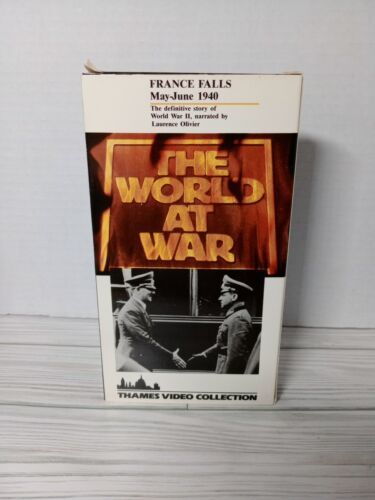 FRANCE FALLS
May-June 1940
The definitive story of
World War II, narrated by
Laurence Olivier
THE
WORLD
AT
WAR
THAMES VIDEO COLLECTION